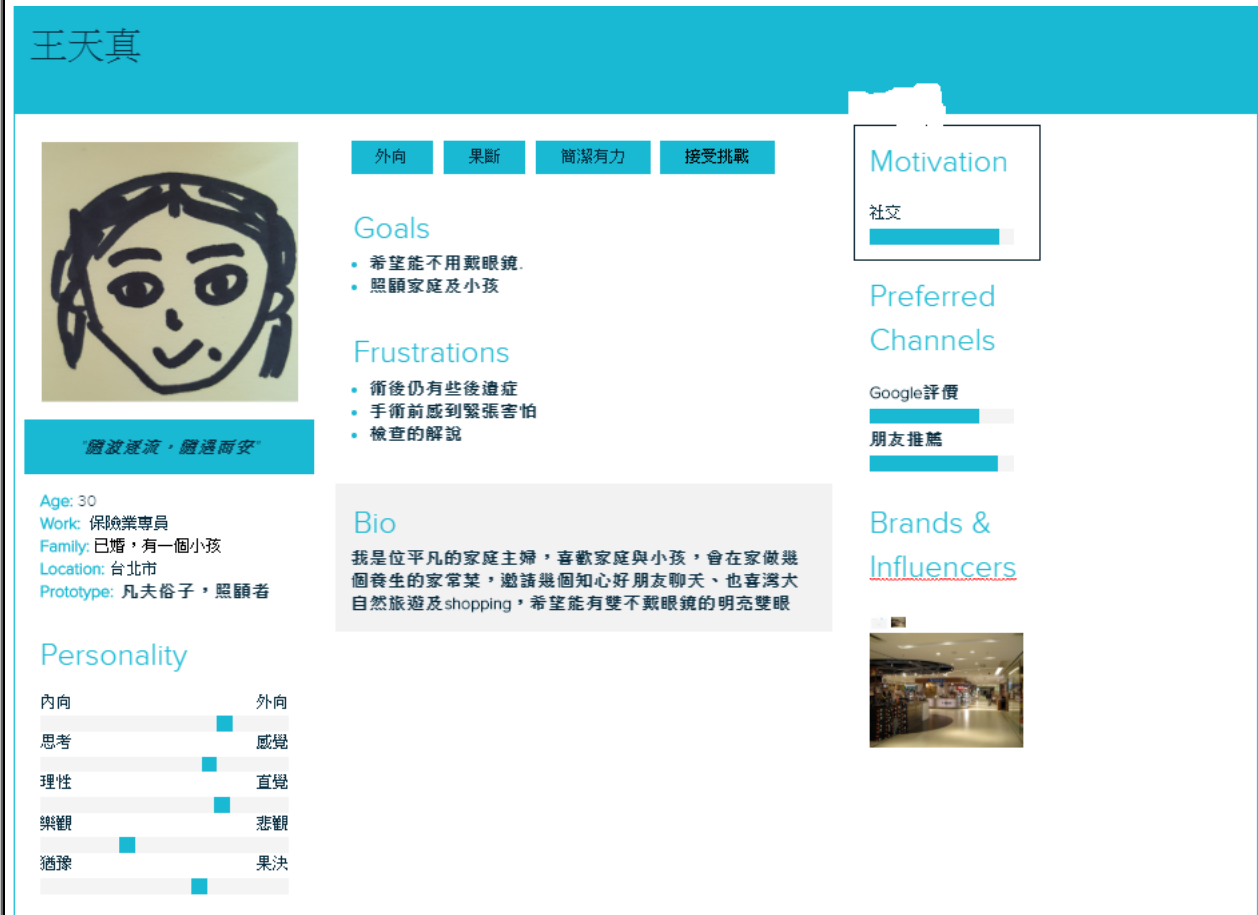 王天真
外向 果斷 簡潔有力 接受挑戰
Goals
• 希望能不用戴眼鏡.
• 照顧家庭及小孩
Frustrations
• 術後仍有些後遺症
• 手術前感到緊張害怕
• 檢查的解說
"隨波逐流，隨遇而安"
Age: 30
Work: 保險業專員
Family: 已婚，有一個小孩
Location: 台北市
Prototype: 凡夫俗子，照顧者
Bio
我是位平凡的家庭主婦，喜歡家庭與小孩，會在家做幾
個養生的家常菜，邀請幾個知心好朋友聊天、也喜灣大
自然旅遊及shopping，希望能有雙不戴眼鏡的明亮雙眼
Personality
內向 外向
思考 感覺
理性 直覺
樂觀 悲觀
猶豫 果決
Motivation
社交
Preferred
Channels
Google評價
朋友推薦
Brands &
Influencers